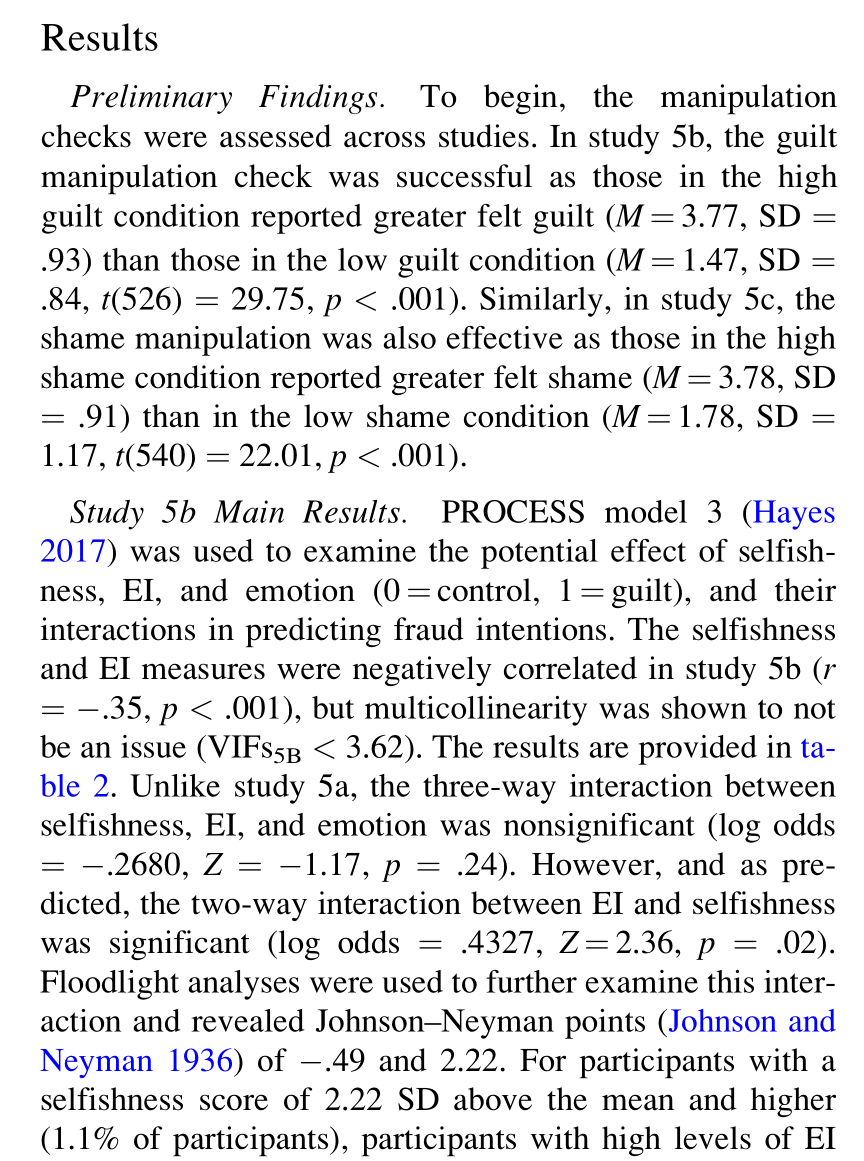 Results
Preliminary Findings. To begin, the manipulation
checks were assessed across studies. In study 5b, the guilt
manipulation check was successful as those in the high
guilt condition reported greater felt guilt (M = 3.77, SD =
.93) than those in the low guilt condition (M = 1.47, SD =
.84, t(526) = 29.75, p < .001). Similarly, in study 5c, the
shame manipulation was also effective as those in the high
shame condition reported greater felt shame (M = 3.78, SD
= .91) than in the low shame condition (M = 1.78, SD =
1.17, t(540) = 22.01, p < .001).
Study 5b Main Results. PROCESS model 3 (Hayes
2017) was used to examine the potential effect of selfish-
ness, EI, and emotion (0 = control, 1 = guilt), and their
interactions in predicting fraud intentions. The selfishness
and EI measures were negatively correlated in study 5b (r
= −.35, p < .001), but multicollinearity was shown to not
be an issue (VIFs5B < 3.62). The results are provided in ta-
ble 2. Unlike study 5a, the three-way interaction between
selfishness, EI, and emotion was nonsignificant (log odds
= −.2680, Z = −1.17, p = .24). However, and as pre-
dicted, the two-way interaction between EI and selfishness
was significant (log odds = .4327, Z = 2.36, p = .02).
Floodlight analyses were used to further examine this inter-
action and revealed Johnson–Neyman points (Johnson and
Neyman 1936) of −.49 and 2.22. For participants with a
selfishness score of 2.22 SD above the mean and higher
(1.1% of participants), participants with high levels of EI